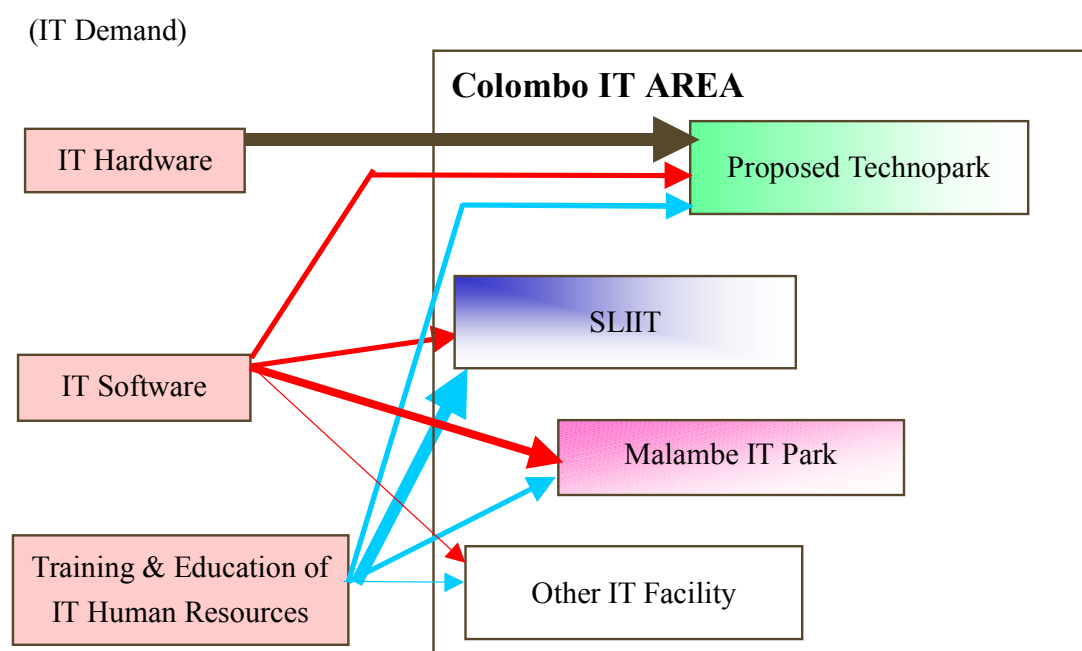 (IT Demand)
Colombo IT AREA
IT Hardware
Proposed Technopark
SLIIT
IT Software
Malambe IT Park
Training & Education of
IT Human Resources
Other IT Facility